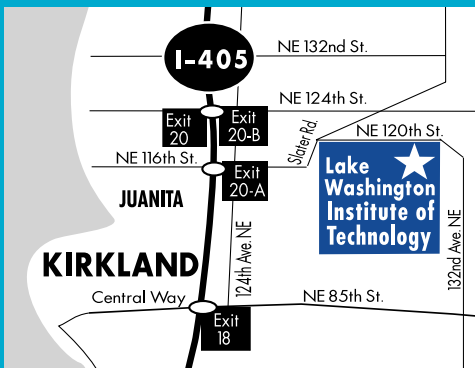 NE 132nd St.
I-405
NE 124th St.
Exit
20
Exit
20-B
Slater Rd.
NE 120th St.
NE 116th St.
Exit
20-A
Lake
Washington
Institute of
Technology
JUANITA
124th Ave. NE
132nd Ave. NE
KIRKLAND
Central Way
NE 85th St.
Exit
18